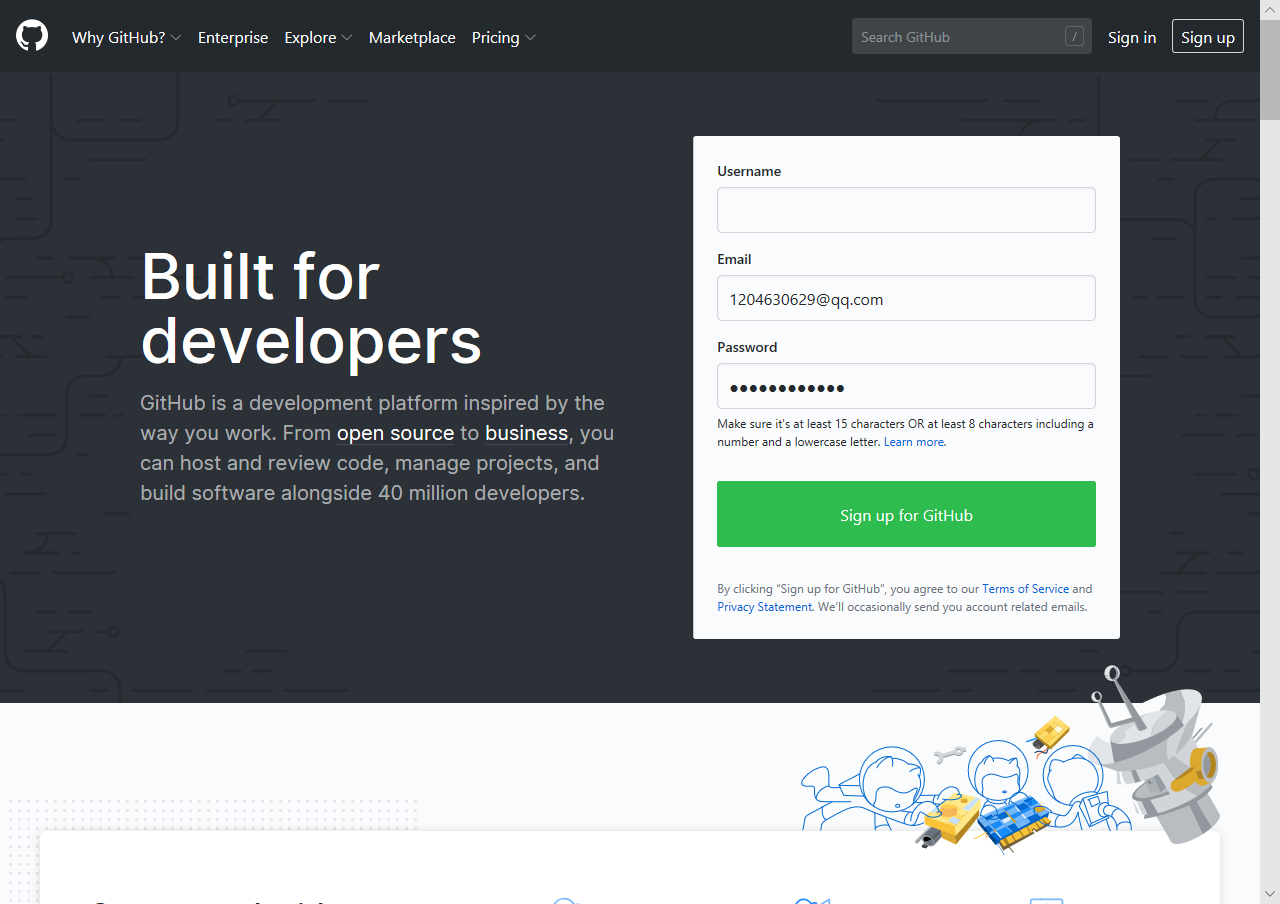 Why GitHub? Enterprise Explore Marketplace Pricing Search GitHub / Sign in Sign up
Built for
developers
GitHub is a development platform inspired by the
way you work. From open source to business, you
can host and review code, manage projects, and
build software alongside 40 million developers.
Username
Email
1204630629@qq.com
Password
••••••••••••
Make sure it's at least 15 characters OR at least 8 characters including a
number and a lowercase letter. Learn more.
Sign up for GitHub
By clicking “Sign up for GitHub”, you agree to our Terms of Service and
Privacy Statement. We’ll occasionally send you account related emails.